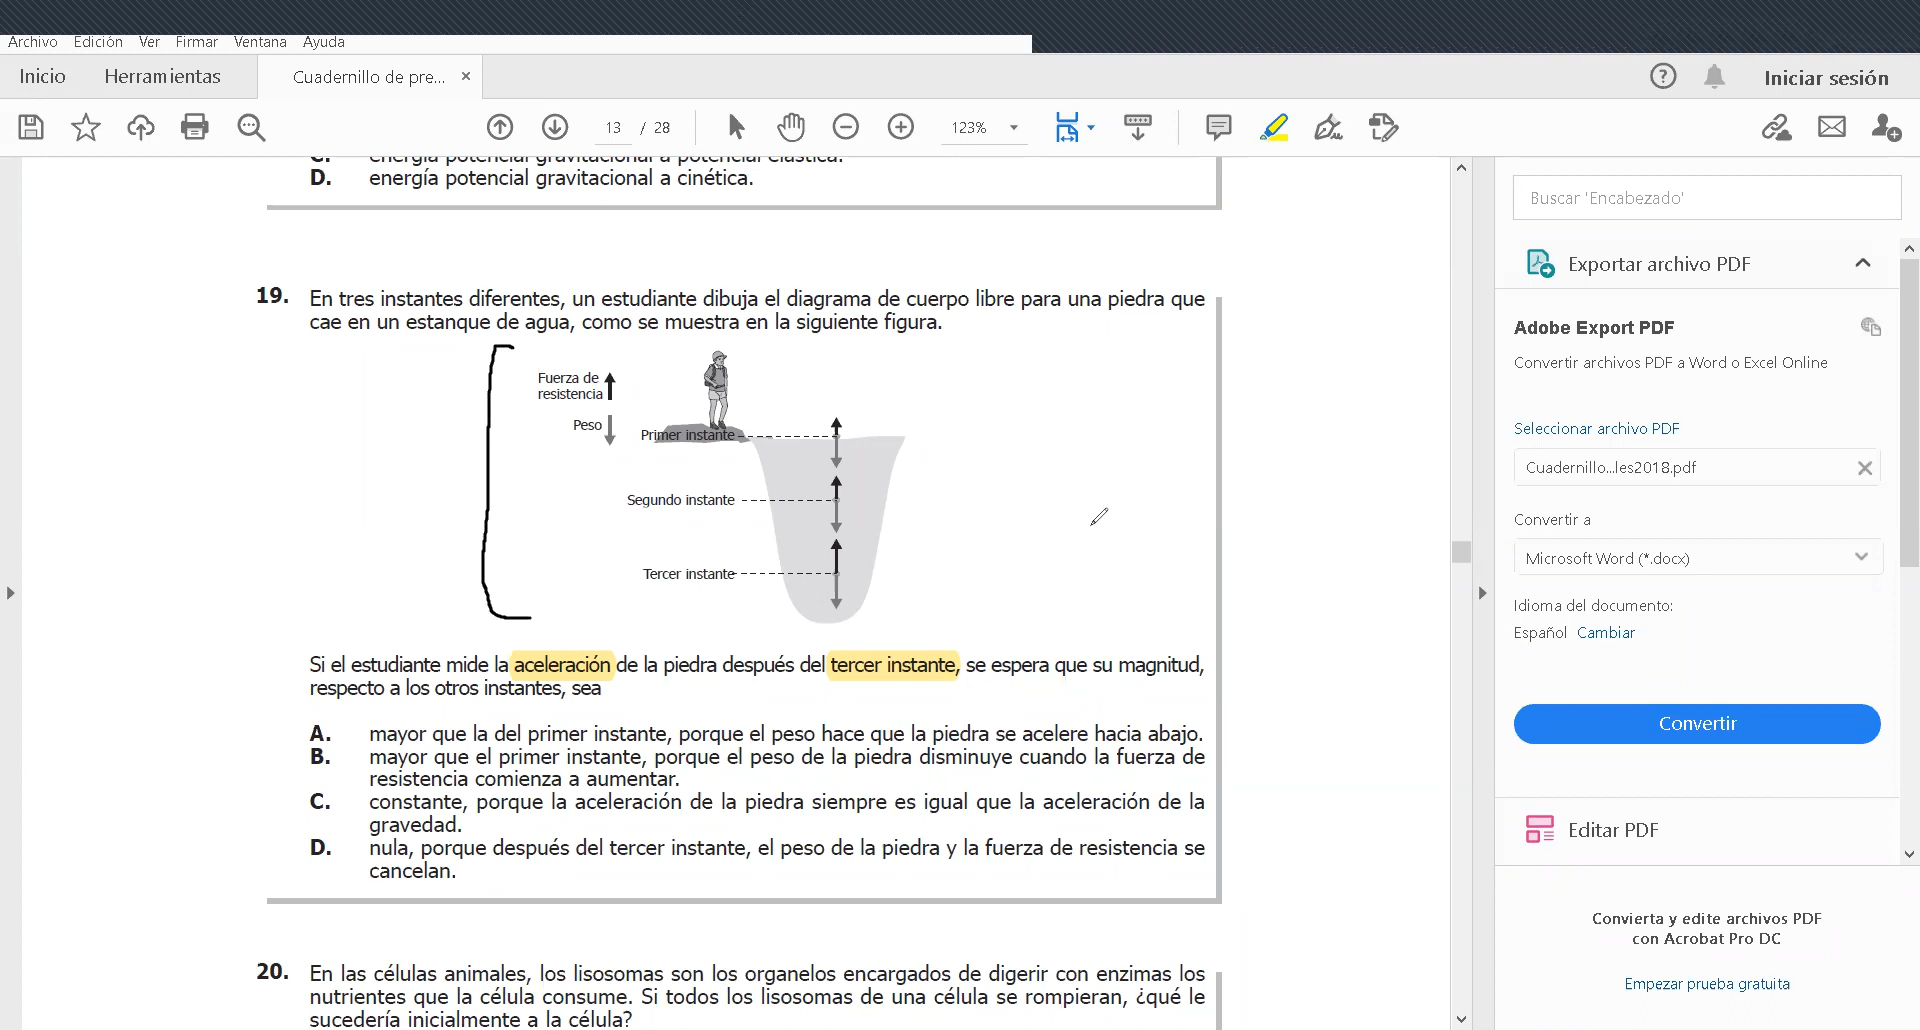 Archivo Edición Ver Firmar Ventana Ayuda
Inicio Herramientas Cuadernillo de pre... × Iniciar sesión
13 / 28 123%
C. energía potencial gravitacional a potencial elástica.
D. energía potencial gravitacional a cinética.
19. En tres instantes diferentes, un estudiante dibuja el diagrama de cuerpo libre para una piedra que
cae en un estanque de agua, como se muestra en la siguiente figura.
Fuerza de
resistencia
Peso
Primer instante
Segundo instante
Tercer instante
Si el estudiante mide la aceleración de la piedra después del tercer instante, se espera que su magnitud,
respecto a los otros instantes, sea
A. mayor que la del primer instante, porque el peso hace que la piedra se acelere hacia abajo.
B. mayor que el primer instante, porque el peso de la piedra disminuye cuando la fuerza de
resistencia comienza a aumentar.
C. constante, porque la aceleración de la piedra siempre es igual que la aceleración de la
gravedad.
D. nula, porque después del tercer instante, el peso de la piedra y la fuerza de resistencia se
cancelan.
20. En las células animales, los lisosomas son los organelos encargados de digerir con enzimas los
nutrientes que la célula consume. Si todos los lisosomas de una célula se rompieran, ¿qué le
sucedería inicialmente a la célula?
Buscar 'Encabezado'
Exportar archivo PDF
Adobe Export PDF
Convertir archivos PDF a Word o Excel Online
Seleccionar archivo PDF
Cuadernillo...les2018.pdf
Convertir a
Microsoft Word (*.docx)
Idioma del documento:
Español Cambiar
Convertir
Editar PDF
Convierta y edite archivos PDF
con Acrobat Pro DC
Empezar prueba gratuita